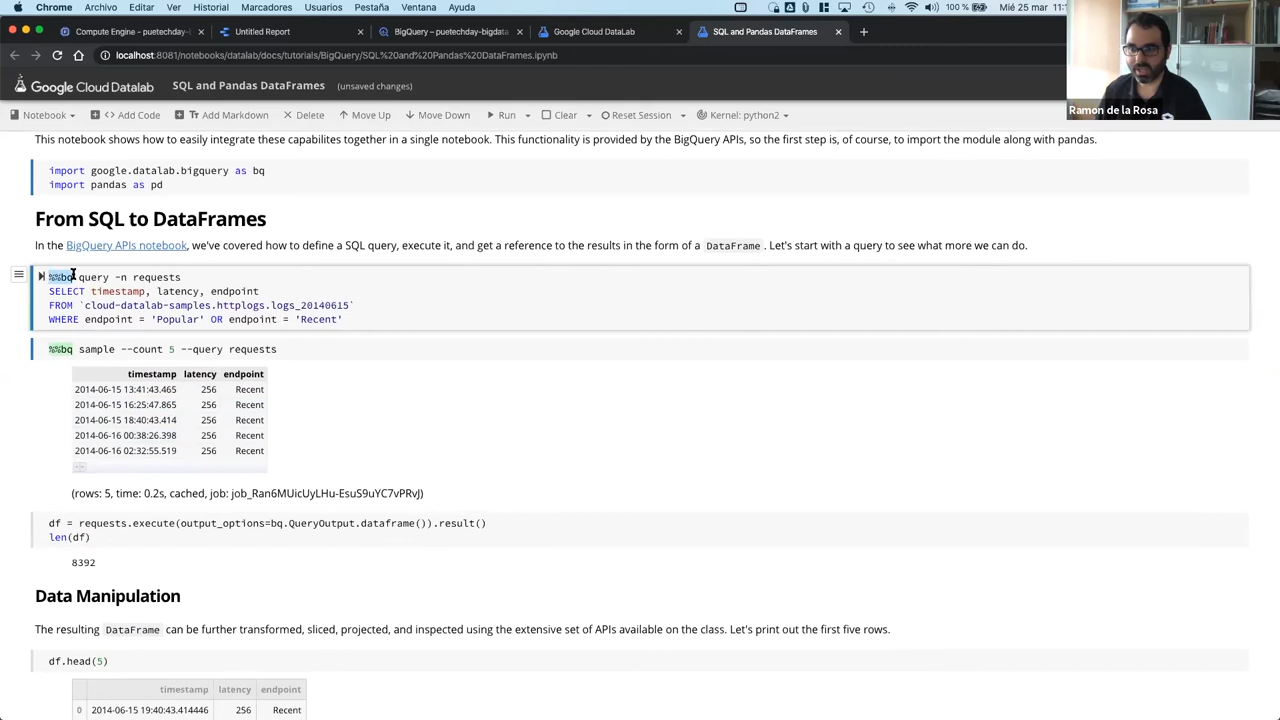 Chrome Archivo Editar Ver Historial Marcadores Usuarios Pestaña Ventana Ayuda
100 % Mié 25 mar
Compute Engine – puetechday-k
Untitled Report
BigQuery – puetechday-bigdata
Google Cloud DataLab
SQL and Pandas DataFrames
localhost:8081/notebooks/datalab/docs/tutorials/BigQuery/SQL%20and%20Pandas%20DataFrames.ipynb
Google Cloud Datalab
SQL and Pandas DataFrames (unsaved changes)
Ramon de la Rosa
Notebook Add Code Add Markdown Delete Move Up Move Down Run Clear Reset Session Kernel: python2
This notebook shows how to easily integrate these capabilites together in a single notebook. This functionality is provided by the BigQuery APIs, so the first step is, of course, to import the module along with pandas.
import google.datalab.bigquery as bq
import pandas as pd
From SQL to DataFrames
In the BigQuery APIs notebook, we've covered how to define a SQL query, execute it, and get a reference to the results in the form of a DataFrame. Let's start with a query to see what more we can do.
%%bq query -n requests
SELECT timestamp, latency, endpoint
FROM `cloud-datalab-samples.httplogs.logs_20140615`
WHERE endpoint = 'Popular' OR endpoint = 'Recent'
%%bq sample --count 5 --query requests
timestamp latency endpoint
2014-06-15 13:41:43.465 256 Recent
2014-06-15 16:25:47.865 256 Recent
2014-06-15 18:40:43.414 256 Recent
2014-06-16 00:38:26.398 256 Recent
2014-06-16 02:32:55.519 256 Recent
(rows: 5, time: 0.2s, cached, job: job_Ran6MUicUyLHu-EsuS9uYC7vPRvJ)
df = requests.execute(output_options=bq.QueryOutput.dataframe()).result()
len(df)
8392
Data Manipulation
The resulting DataFrame can be further transformed, sliced, projected, and inspected using the extensive set of APIs available on the class. Let's print out the first five rows.
df.head(5)
timestamp latency endpoint
0 2014-06-15 19:40:43.414446 256 Recent